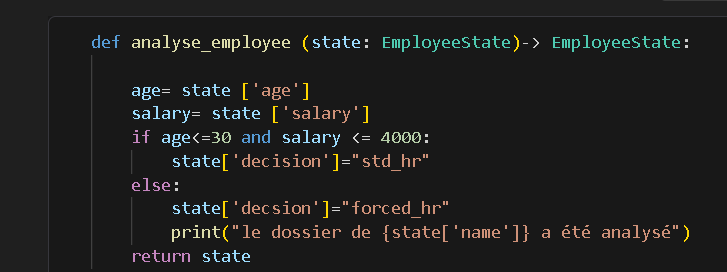 def analyse_employee (state: EmployeeState)-> EmployeeState:
age= state ['age']
salary= state ['salary']
if age<=30 and salary <= 4000:
state['decision']="std_hr"
else:
state['decsion']="forced_hr"
print("le dossier de {state['name']} a été analysé")
return state